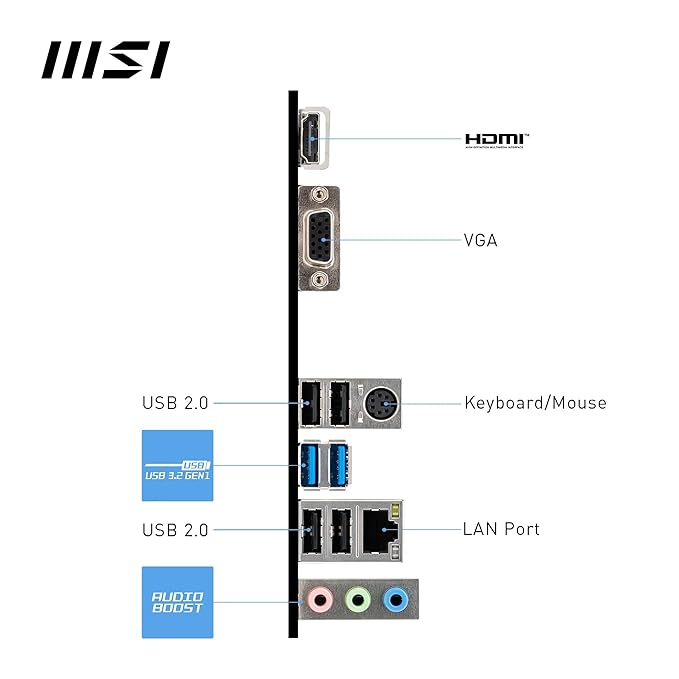 msi
HDMI™
HIGH-DEFINITION MULTIMEDIA INTERFACE
VGA
USB 2.0
Keyboard/Mouse
USB
USB 3.2 GEN1
USB 2.0
LAN Port
AUDIO
BOOST